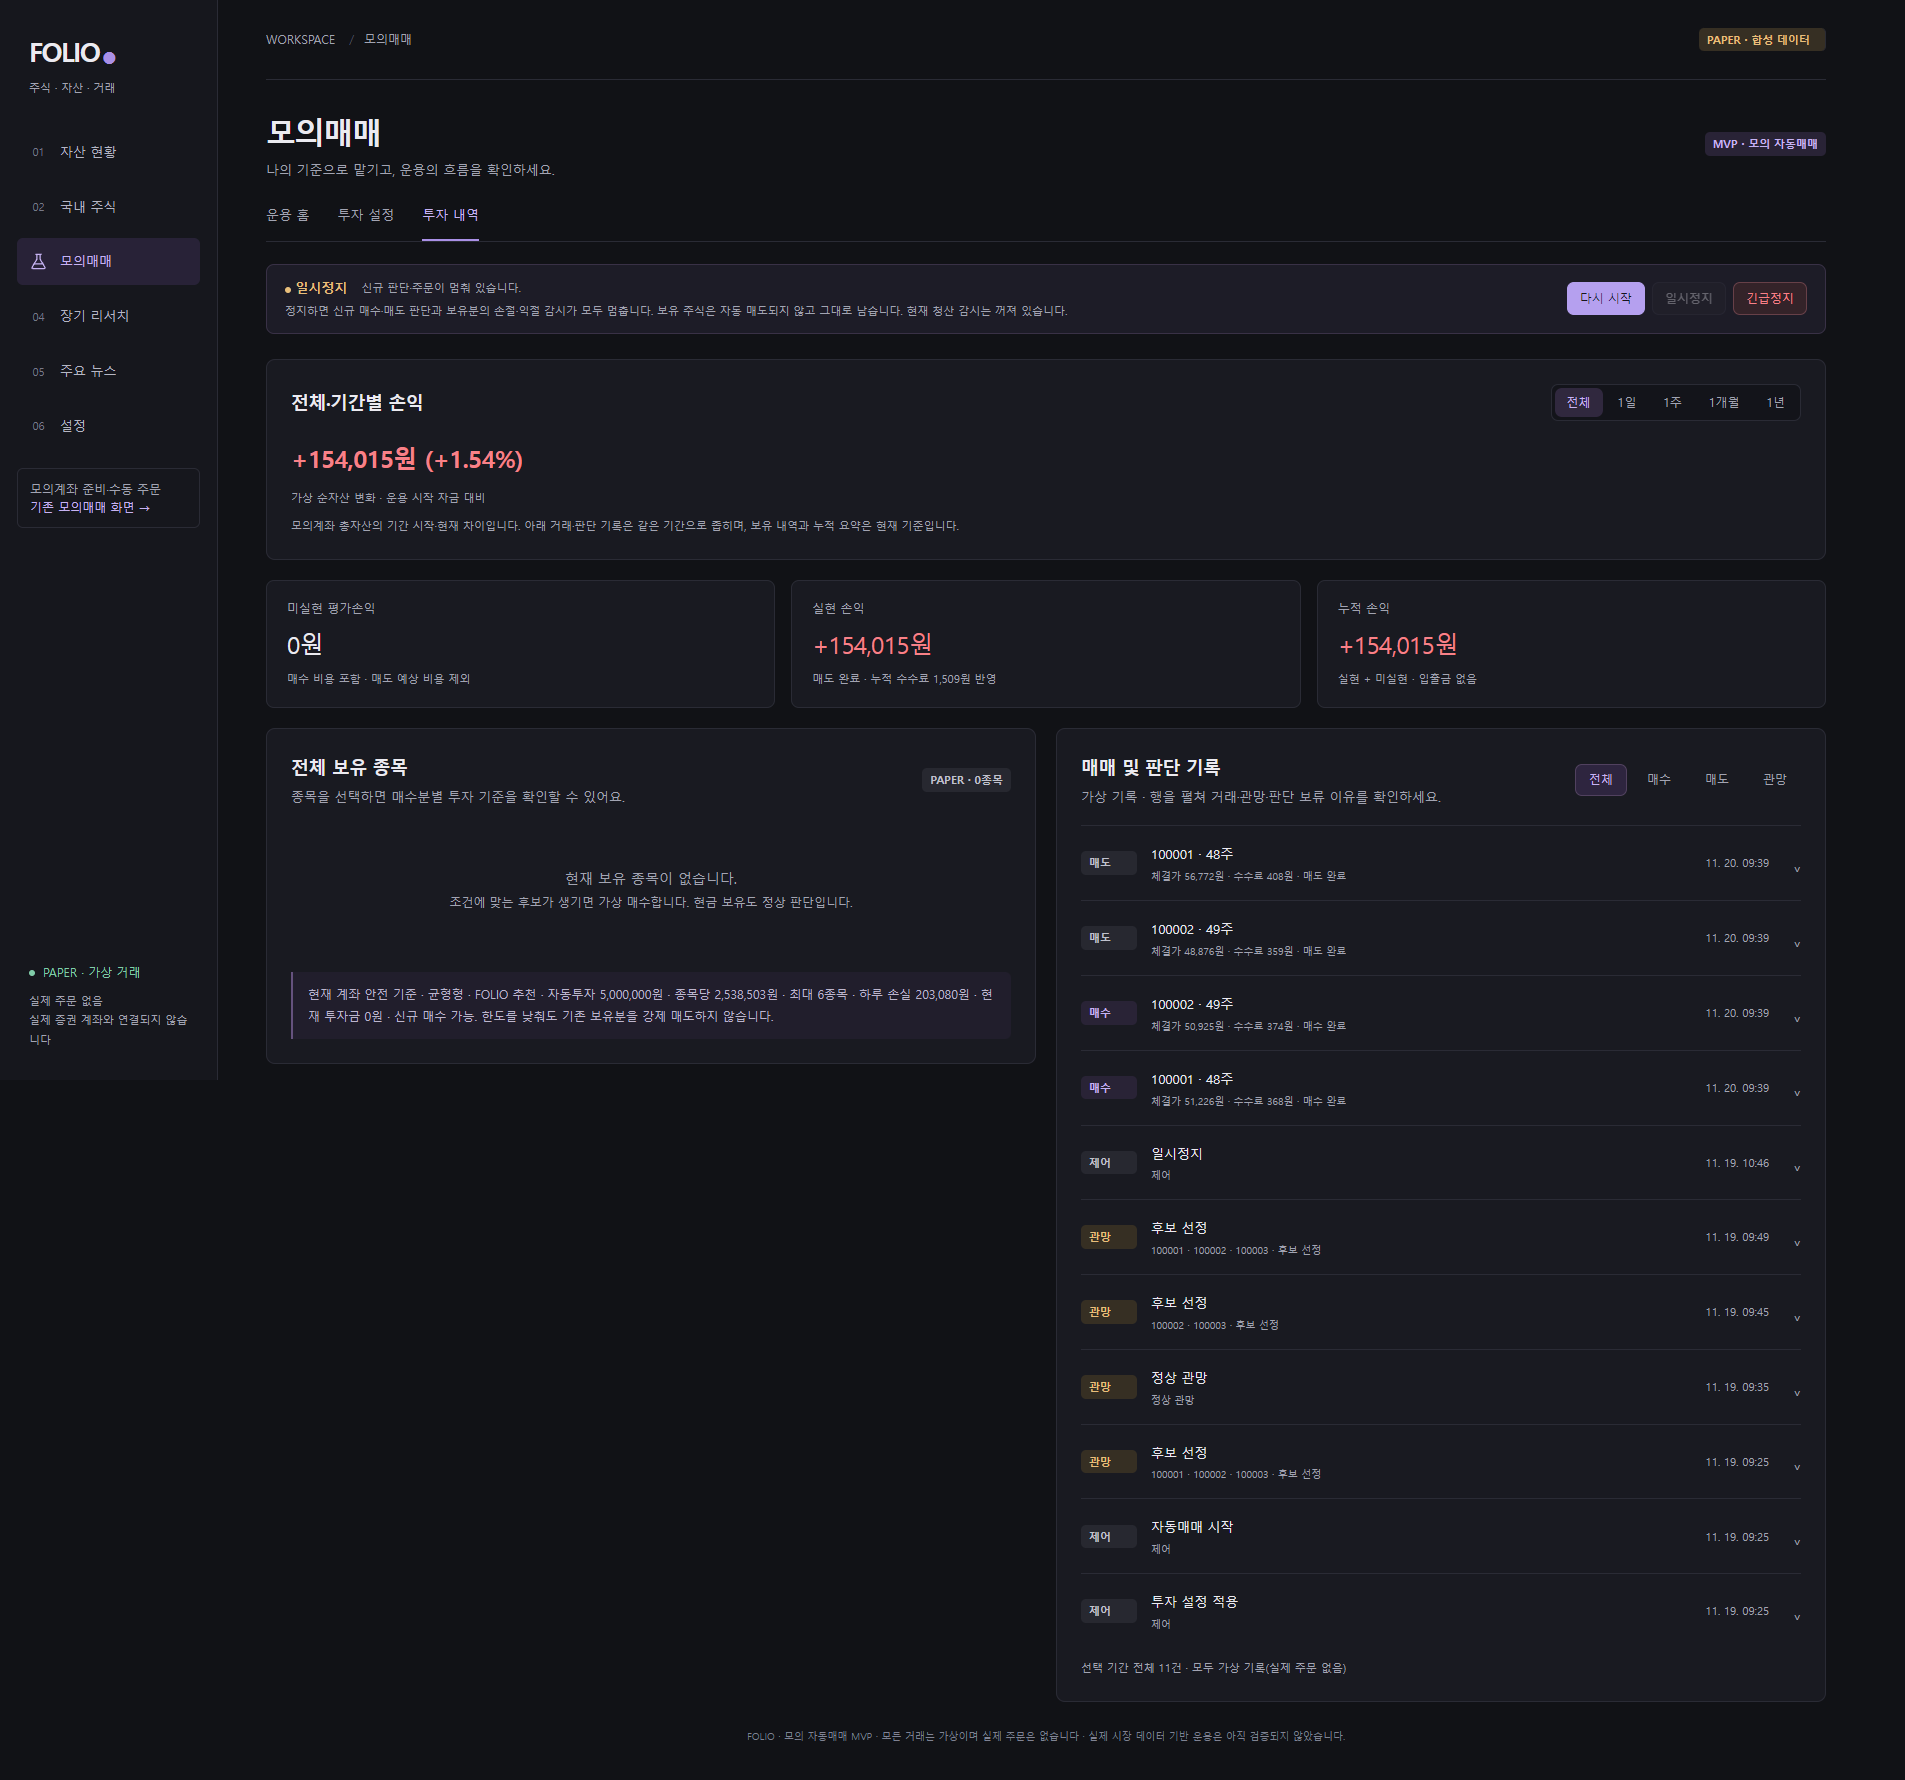 FOLIO
주식 · 자산 · 거래
01 자산 현황
02 국내 주식
모의매매
04 장기 리서치
05 주요 뉴스
06 설정
모의계좌 준비·수동 주문
기존 모의매매 화면 →
PAPER · 가상 거래
실제 주문 없음
실제 증권 계좌와 연결되지 않습
니다
WORKSPACE / 모의매매
PAPER · 합성 데이터
모의매매
나의 기준으로 맡기고, 운용의 흐름을 확인하세요.
MVP · 모의 자동매매
운용 홈 투자 설정 투자 내역
일시정지 신규 판단·주문이 멈춰 있습니다.
정지하면 신규 매수·매도 판단과 보유분의 손절·익절 감시가 모두 멈춥니다. 보유 주식은 자동 매도되지 않고 그대로 남습니다. 현재 청산 감시는 꺼져 있습니다.
다시 시작 일시정지 긴급정지
전체·기간별 손익
전체 1일 1주 1개월 1년
+154,015원 (+1.54%)
가상 순자산 변화 · 운용 시작 자금 대비
모의계좌 총자산의 기간 시작·현재 차이입니다. 아래 거래·판단 기록은 같은 기간으로 좁히며, 보유 내역과 누적 요약은 현재 기준입니다.
미실현 평가손익
0원
매수 비용 포함 · 매도 예상 비용 제외
실현 손익
+154,015원
매도 완료 · 누적 수수료 1,509원 반영
누적 손익
+154,015원
실현 + 미실현 · 입출금 없음
전체 보유 종목
종목을 선택하면 매수분별 투자 기준을 확인할 수 있어요.
PAPER · 0종목
현재 보유 종목이 없습니다.
조건에 맞는 후보가 생기면 가상 매수합니다. 현금 보유도 정상 판단입니다.
현재 계좌 안전 기준 · 균형형 · FOLIO 추천 · 자동투자 5,000,000원 · 종목당 2,538,503원 · 최대 6종목 · 하루 손실 203,080원 · 현
재 투자금 0원 · 신규 매수 가능. 한도를 낮춰도 기존 보유분을 강제 매도하지 않습니다.
매매 및 판단 기록
가상 기록 · 행을 펼쳐 거래·관망·판단 보류 이유를 확인하세요.
전체 매수 매도 관망
매도 100001 · 48주 11. 20. 09:39
체결가 56,772원 · 수수료 408원 · 매도 완료
매도 100002 · 49주 11. 20. 09:39
체결가 48,876원 · 수수료 359원 · 매도 완료
매수 100002 · 49주 11. 20. 09:39
체결가 50,925원 · 수수료 374원 · 매수 완료
매수 100001 · 48주 11. 20. 09:39
체결가 51,226원 · 수수료 368원 · 매수 완료
제어 일시정지 11. 19. 10:46
제어
관망 후보 선정 11. 19. 09:49
100001 · 100002 · 100003 · 후보 선정
관망 후보 선정 11. 19. 09:45
100002 · 100003 · 후보 선정
관망 정상 관망 11. 19. 09:35
정상 관망
관망 후보 선정 11. 19. 09:25
100001 · 100002 · 100003 · 후보 선정
제어 자동매매 시작 11. 19. 09:25
제어
제어 투자 설정 적용 11. 19. 09:25
제어
선택 기간 전체 11건 · 모두 가상 기록(실제 주문 없음)
FOLIO · 모의 자동매매 MVP · 모든 거래는 가상이며 실제 주문은 없습니다 · 실제 시장 데이터 기반 운용은 아직 검증되지 않았습니다.